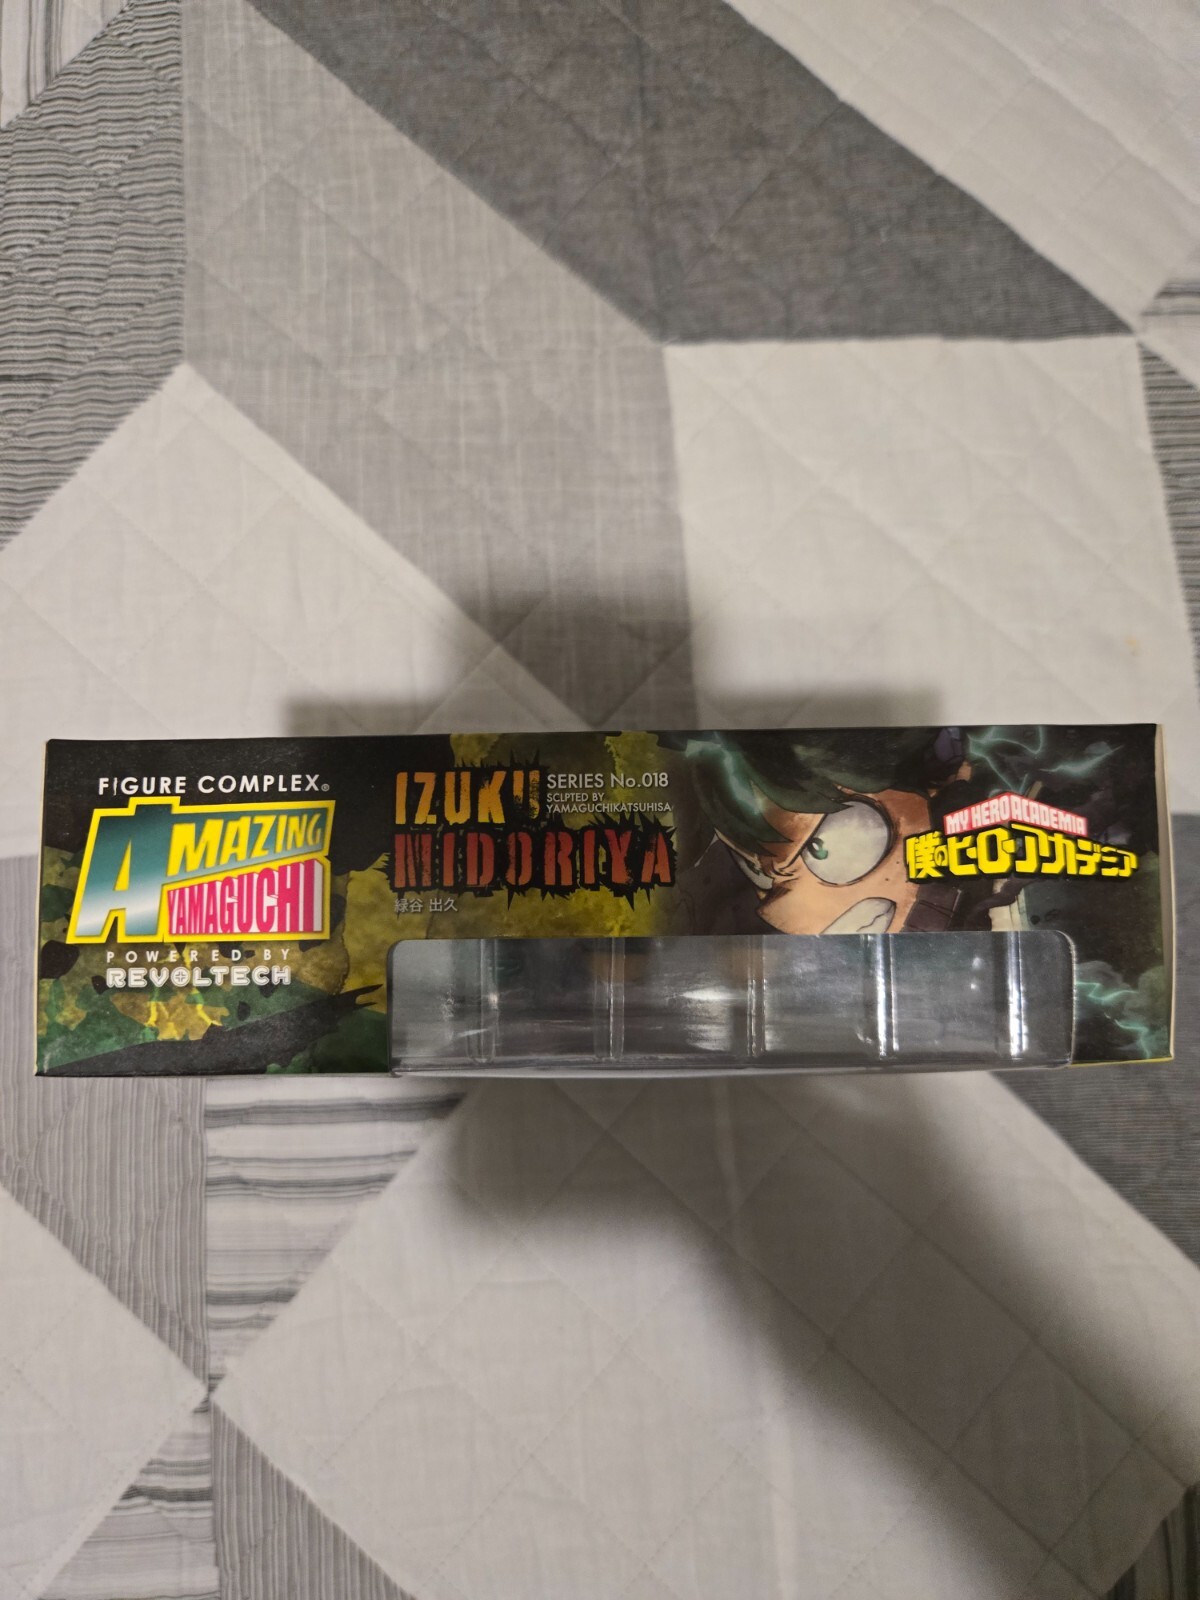 FIGURE COMPLEX®
AMAZING
YAMAGUCHI
POWERED BY
REVOLTECH
IZUKU
MIDORIYA
緑谷 出久
SERIES No.018
SCLPTED BY
YAMAGUCHIKATSUHISA
MY HERO ACADEMIA
僕のヒーローアカデミア